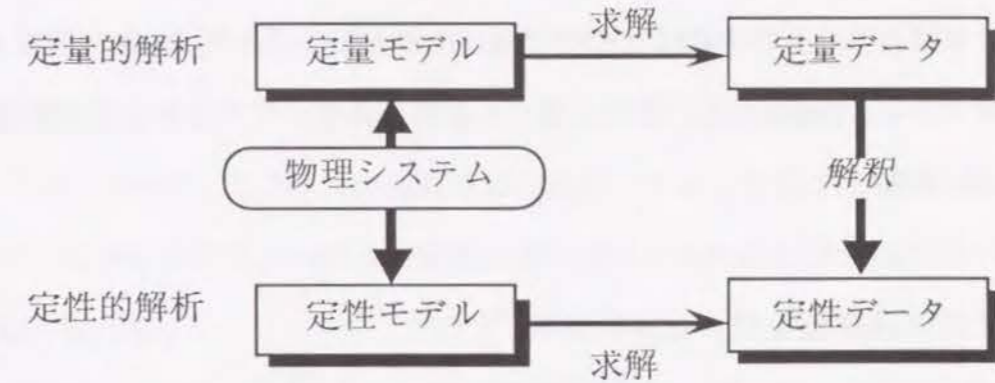 求解
定量的解析
定量モデル
定量データ
物理システム
解釈
定性的解析
定性モデル
定性データ
求解